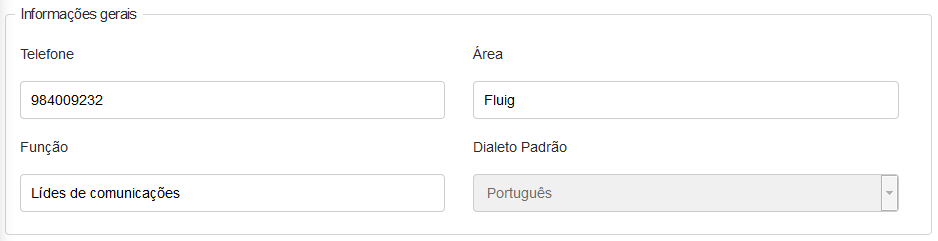 Informações gerais
Telefone
Área
984009232
Fluig
Função
Dialeto Padrão
Lídes de comunicações
Português